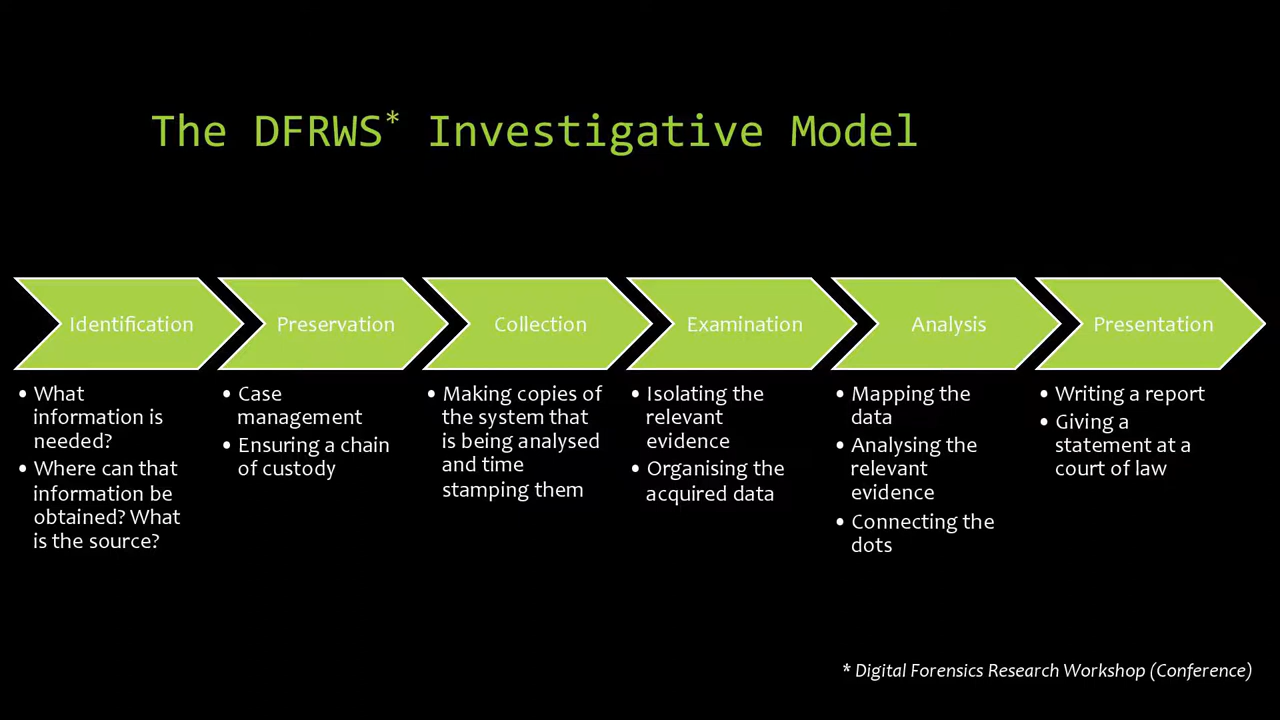 The DFRWS* Investigative Model
Identification
Preservation
Collection
Examination
Analysis
Presentation
• What
information is
needed?
• Where can that
information be
obtained? What
is the source?
• Case
management
• Ensuring a chain
of custody
• Making copies of
the system that
is being analysed
and time
stamping them
• Isolating the
relevant
evidence
• Organising the
acquired data
• Mapping the
data
• Analysing the
relevant
evidence
• Connecting the
dots
• Writing a report
• Giving a
statement at a
court of law
* Digital Forensics Research Workshop (Conference)